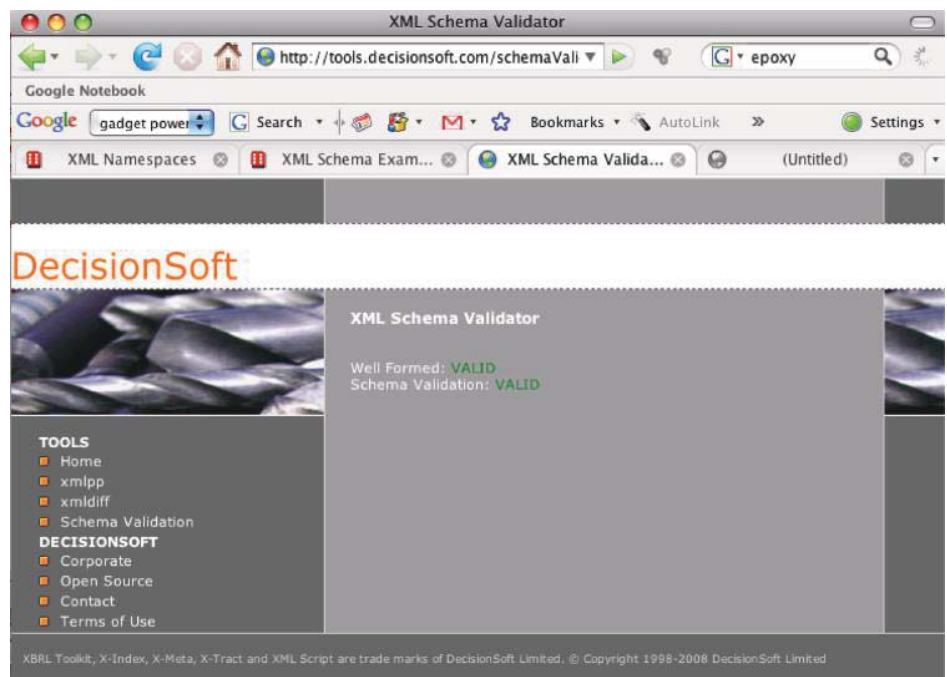 XML Schema Validator
http://tools.decisionsoft.com/schemaVali
G epoxy
Google Notebook
Google gadget power G Search Bookmarks AutoLink » Settings
XML Namespaces XML Schema Exam... XML Schema Valida... (Untitled)
DecisionSoft
XML Schema Validator
Well Formed: VALID
Schema Validation: VALID
TOOLS
Home
xmlpp
xmldiff
Schema Validation
DECISIONSOFT
Corporate
Open Source
Contact
Terms of Use
XBRL Toolkit, X-Index, X-Meta, X-Tract and XML Script are trade marks of DecisionSoft Limited. © Copyright 1998-2008 DecisionSoft Limited